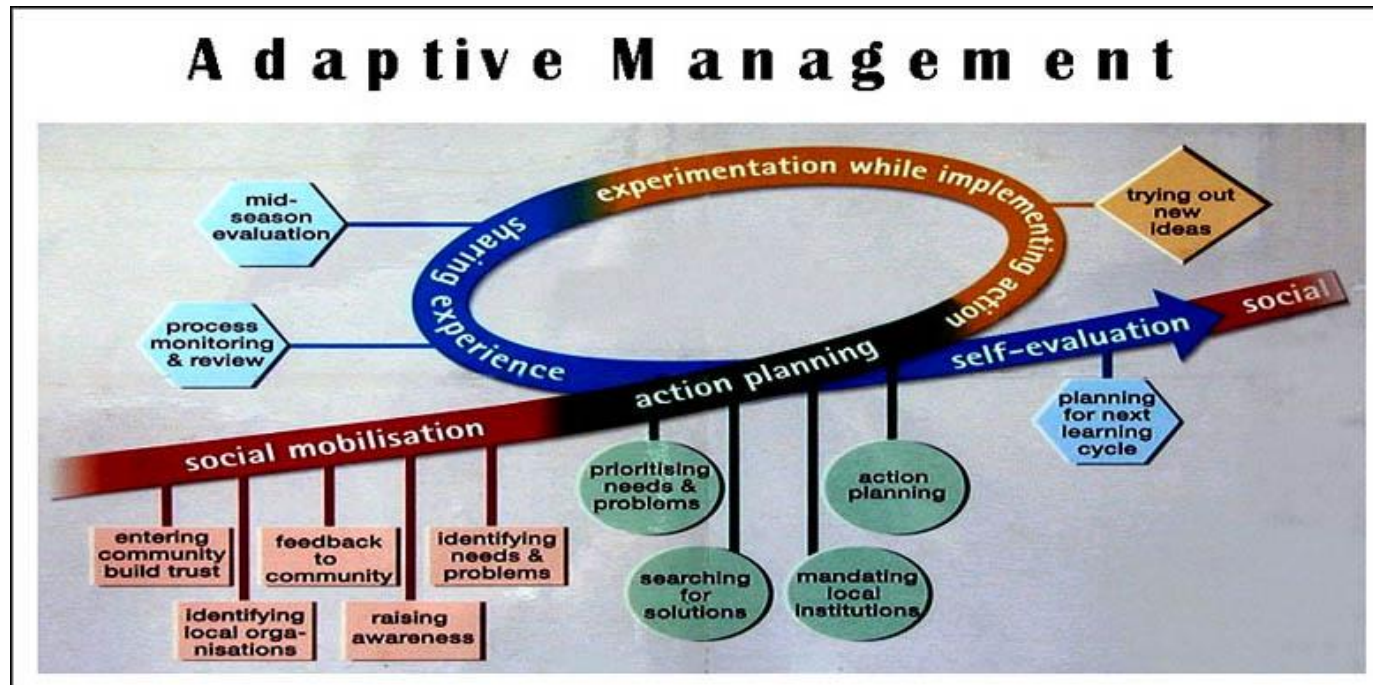 Adaptive Management
experimentation while implementing action
mid-
season
evaluation
trying out
new
ideas
sharing experience
process
monitoring
& review
social
self-evaluation
action planning
planning
for next
learning
cycle
social mobilisation
prioritising
needs &
problems
action
planning
entering
community
build trust
feedback
to
community
identifying
needs &
problems
searching
for
solutions
mandating
local
institutions
identifying
local orga-
nisations
raising
awareness